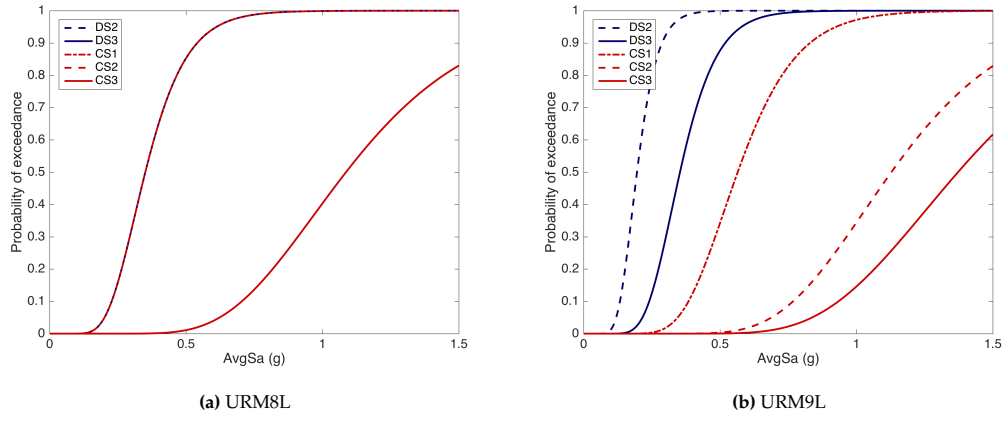 Probability of exceedance
1
0.9
0.8
0.7
0.6
0.5
0.4
0.3
0.2
0.1
0
DS2
DS3
CS1
CS2
CS3
0 0.5 1 1.5
AvgSa (g)
(a) URM8L
Probability of exceedance
1
0.9
0.8
0.7
0.6
0.5
0.4
0.3
0.2
0.1
0
DS2
DS3
CS1
CS2
CS3
0 0.5 1 1.5
AvgSa (g)
(b) URM9L